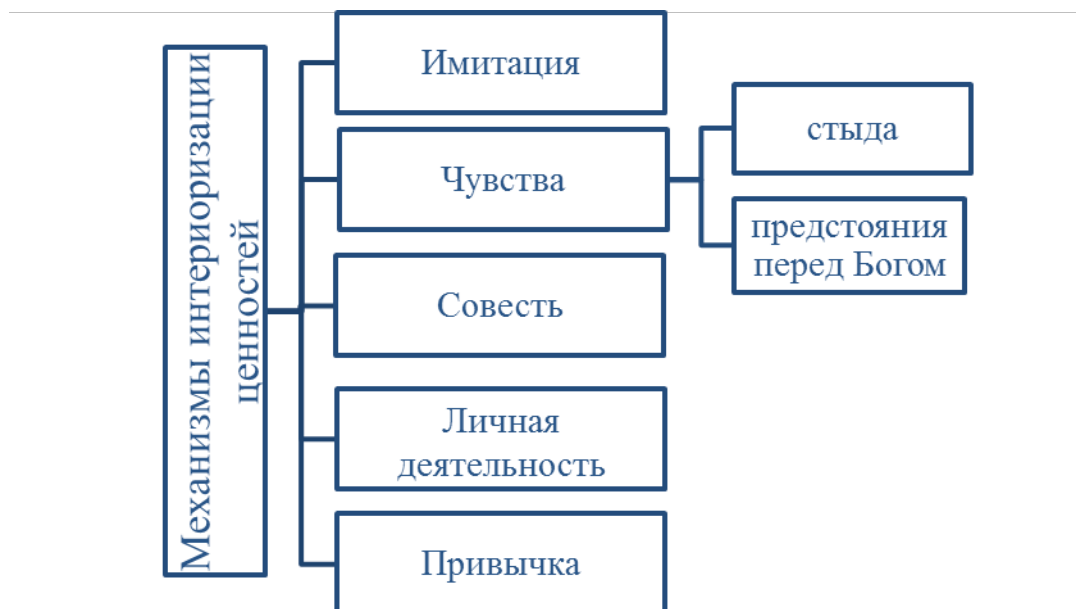 Механизмы интериоризации
ценностей
Имитация
Чувства
стыда
предстояния
перед Богом
Совесть
Личная
деятельность
Привычка